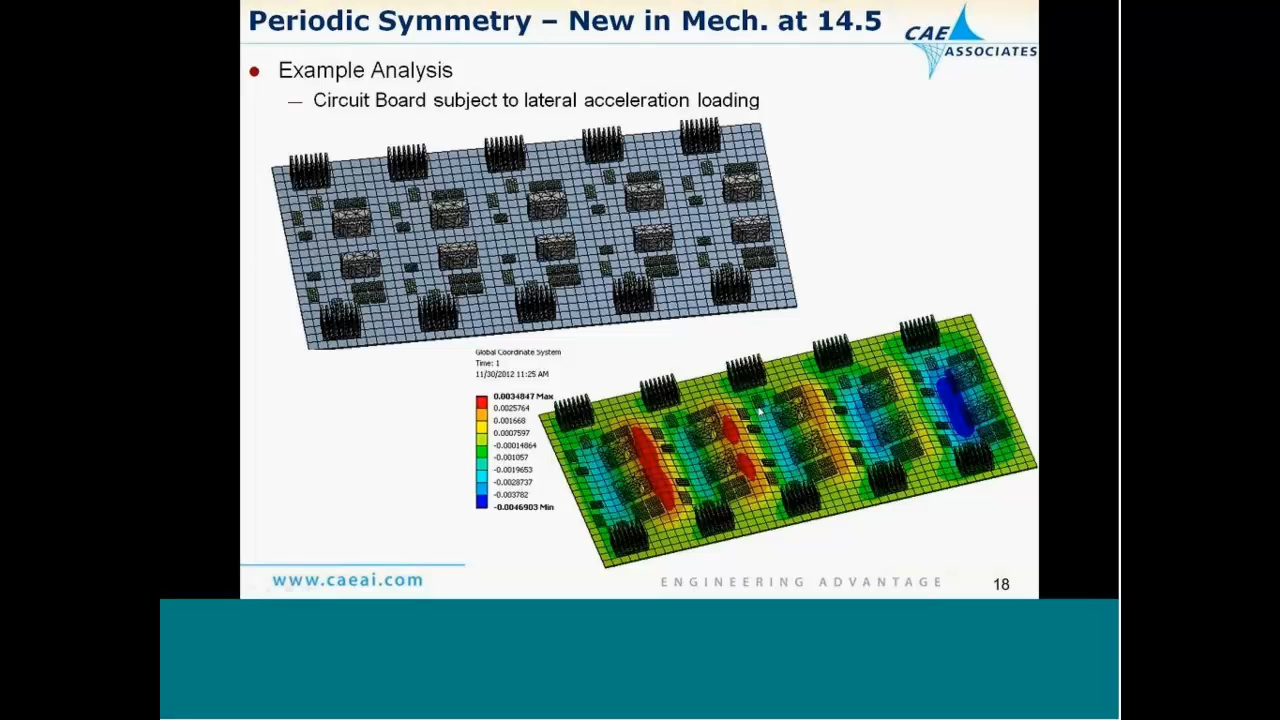 Periodic Symmetry – New in Mech. at 14.5
CAE
ASSOCIATES
Example Analysis
— Circuit Board subject to lateral acceleration loading
Global Coordinate System
Time: 1
11/30/2012 11:25 AM
0.0034847 Max
0.0025764
0.001668
0.0007597
-0.00014864
-0.001057
-0.0019653
-0.0028737
-0.003782
-0.0046903 Min
www.caeai.com
ENGINEERING ADVANTAGE
18